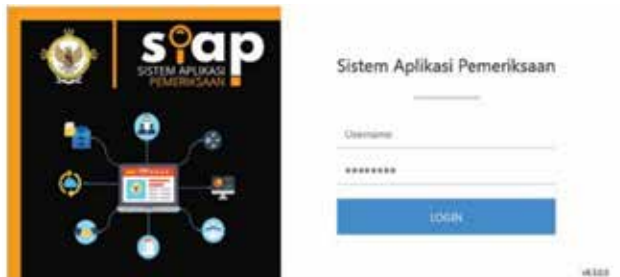 siap
SISTEM APLIKASI
PEMERIKSAAN
Sistem Aplikasi Pemeriksaan
Username
********
LOGIN